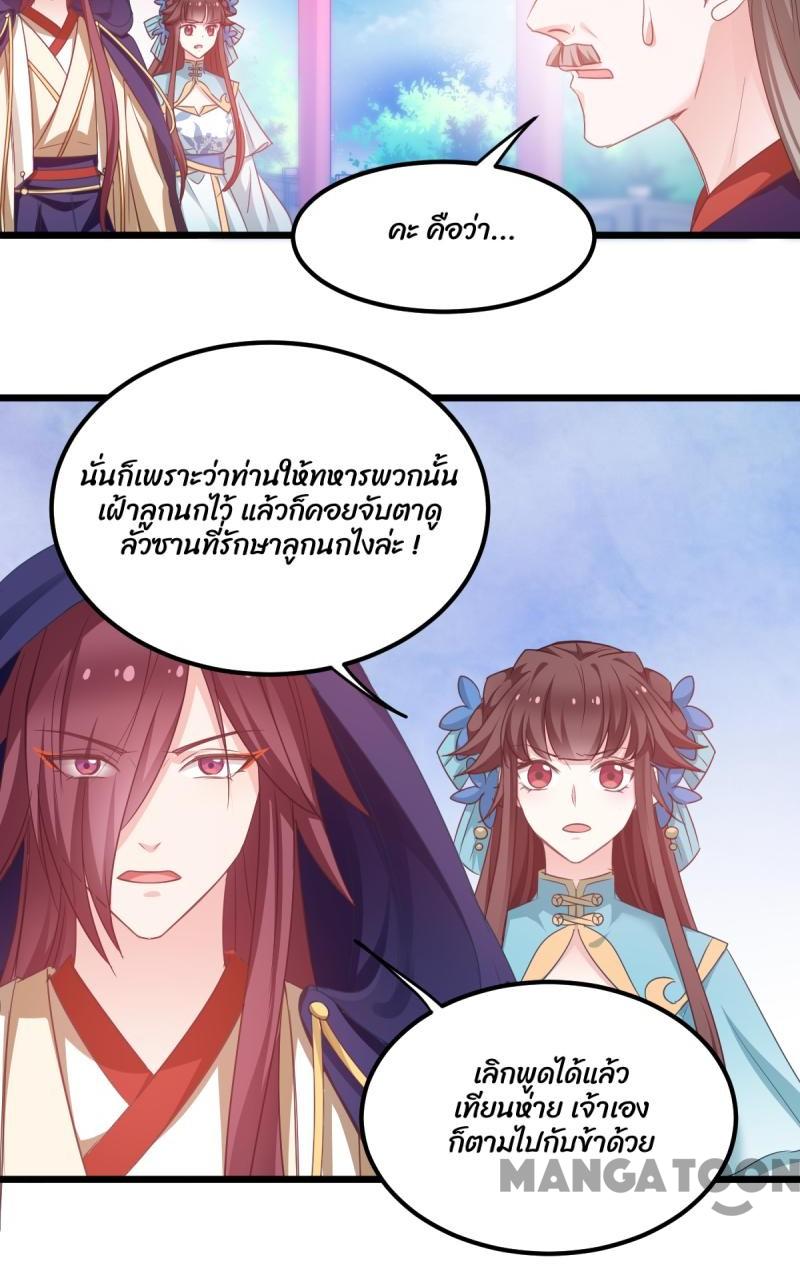 คะ คือว่า...
นั่นก็เพราะว่าท่านให้ทหารพวกนั้น
เฝ้าลูกนกไว้ แล้วก็คอยจับตาดู
ลั๊วซานที่รักษาลูกนกไงล่ะ !
เลิกพูดได้แล้ว
เทียนห่าย เจ้าเอง
ก็ตามไปกับข้าด้วย
MANGA TOON